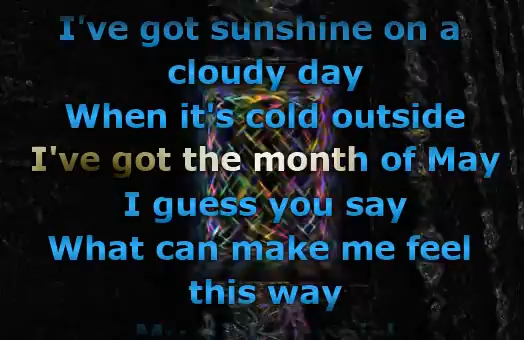 I've got sunshine on a
cloudy day
When it's cold outside
I've got the month of May
I guess you say
What can make me feel
this way